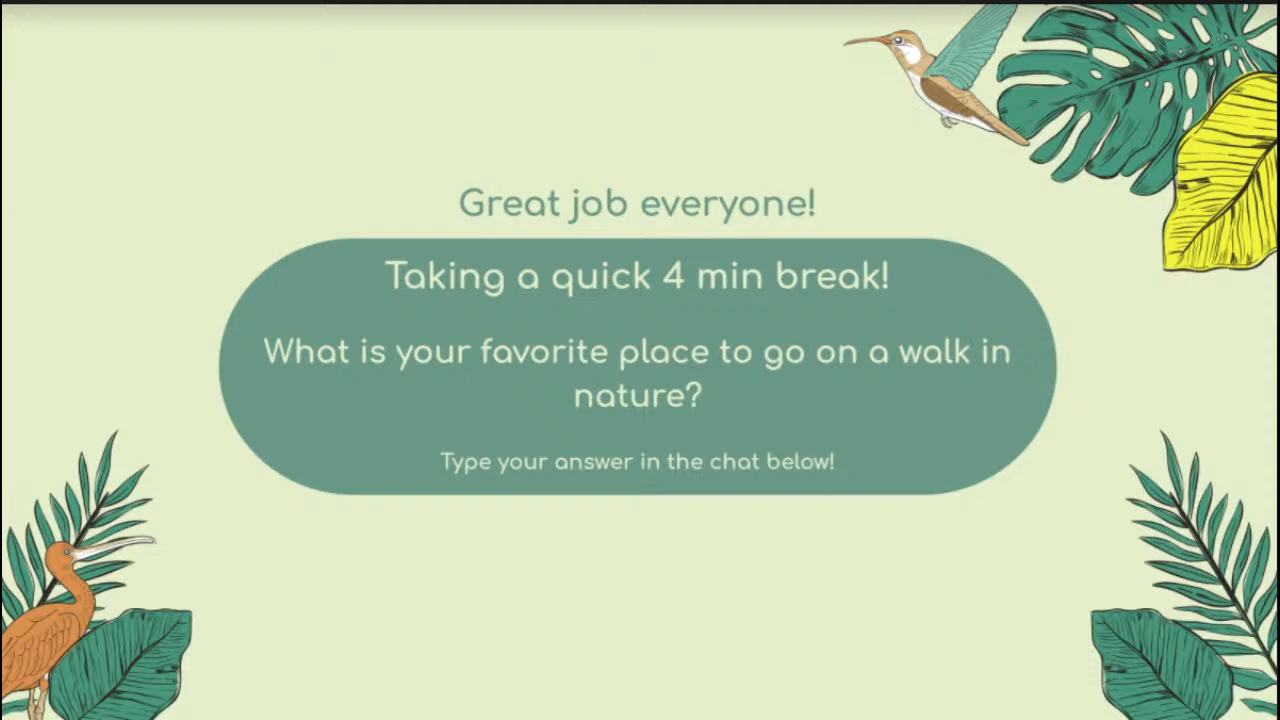 Great job everyone!
Taking a quick 4 min break!
What is your favorite place to go on a walk in
nature?
Type your answer in the chat below!